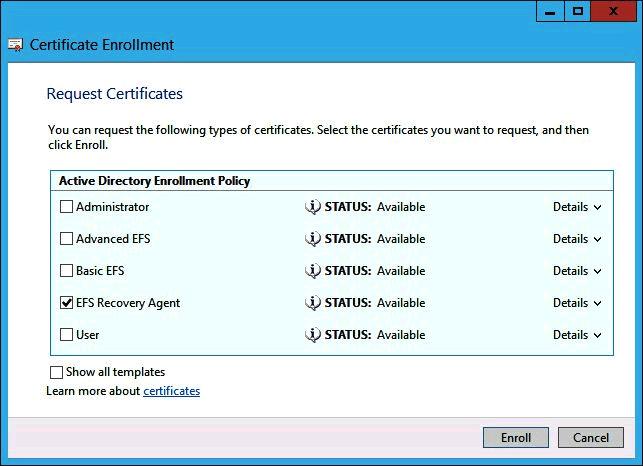 Certificate Enrollment
Request Certificates
You can request the following types of certificates. Select the certificates you want to request, and then
click Enroll.
Active Directory Enrollment Policy
Administrator STATUS: Available Details
Advanced EFS STATUS: Available Details
Basic EFS STATUS: Available Details
EFS Recovery Agent STATUS: Available Details
User STATUS: Available Details
Show all templates
Learn more about certificates
Enroll Cancel